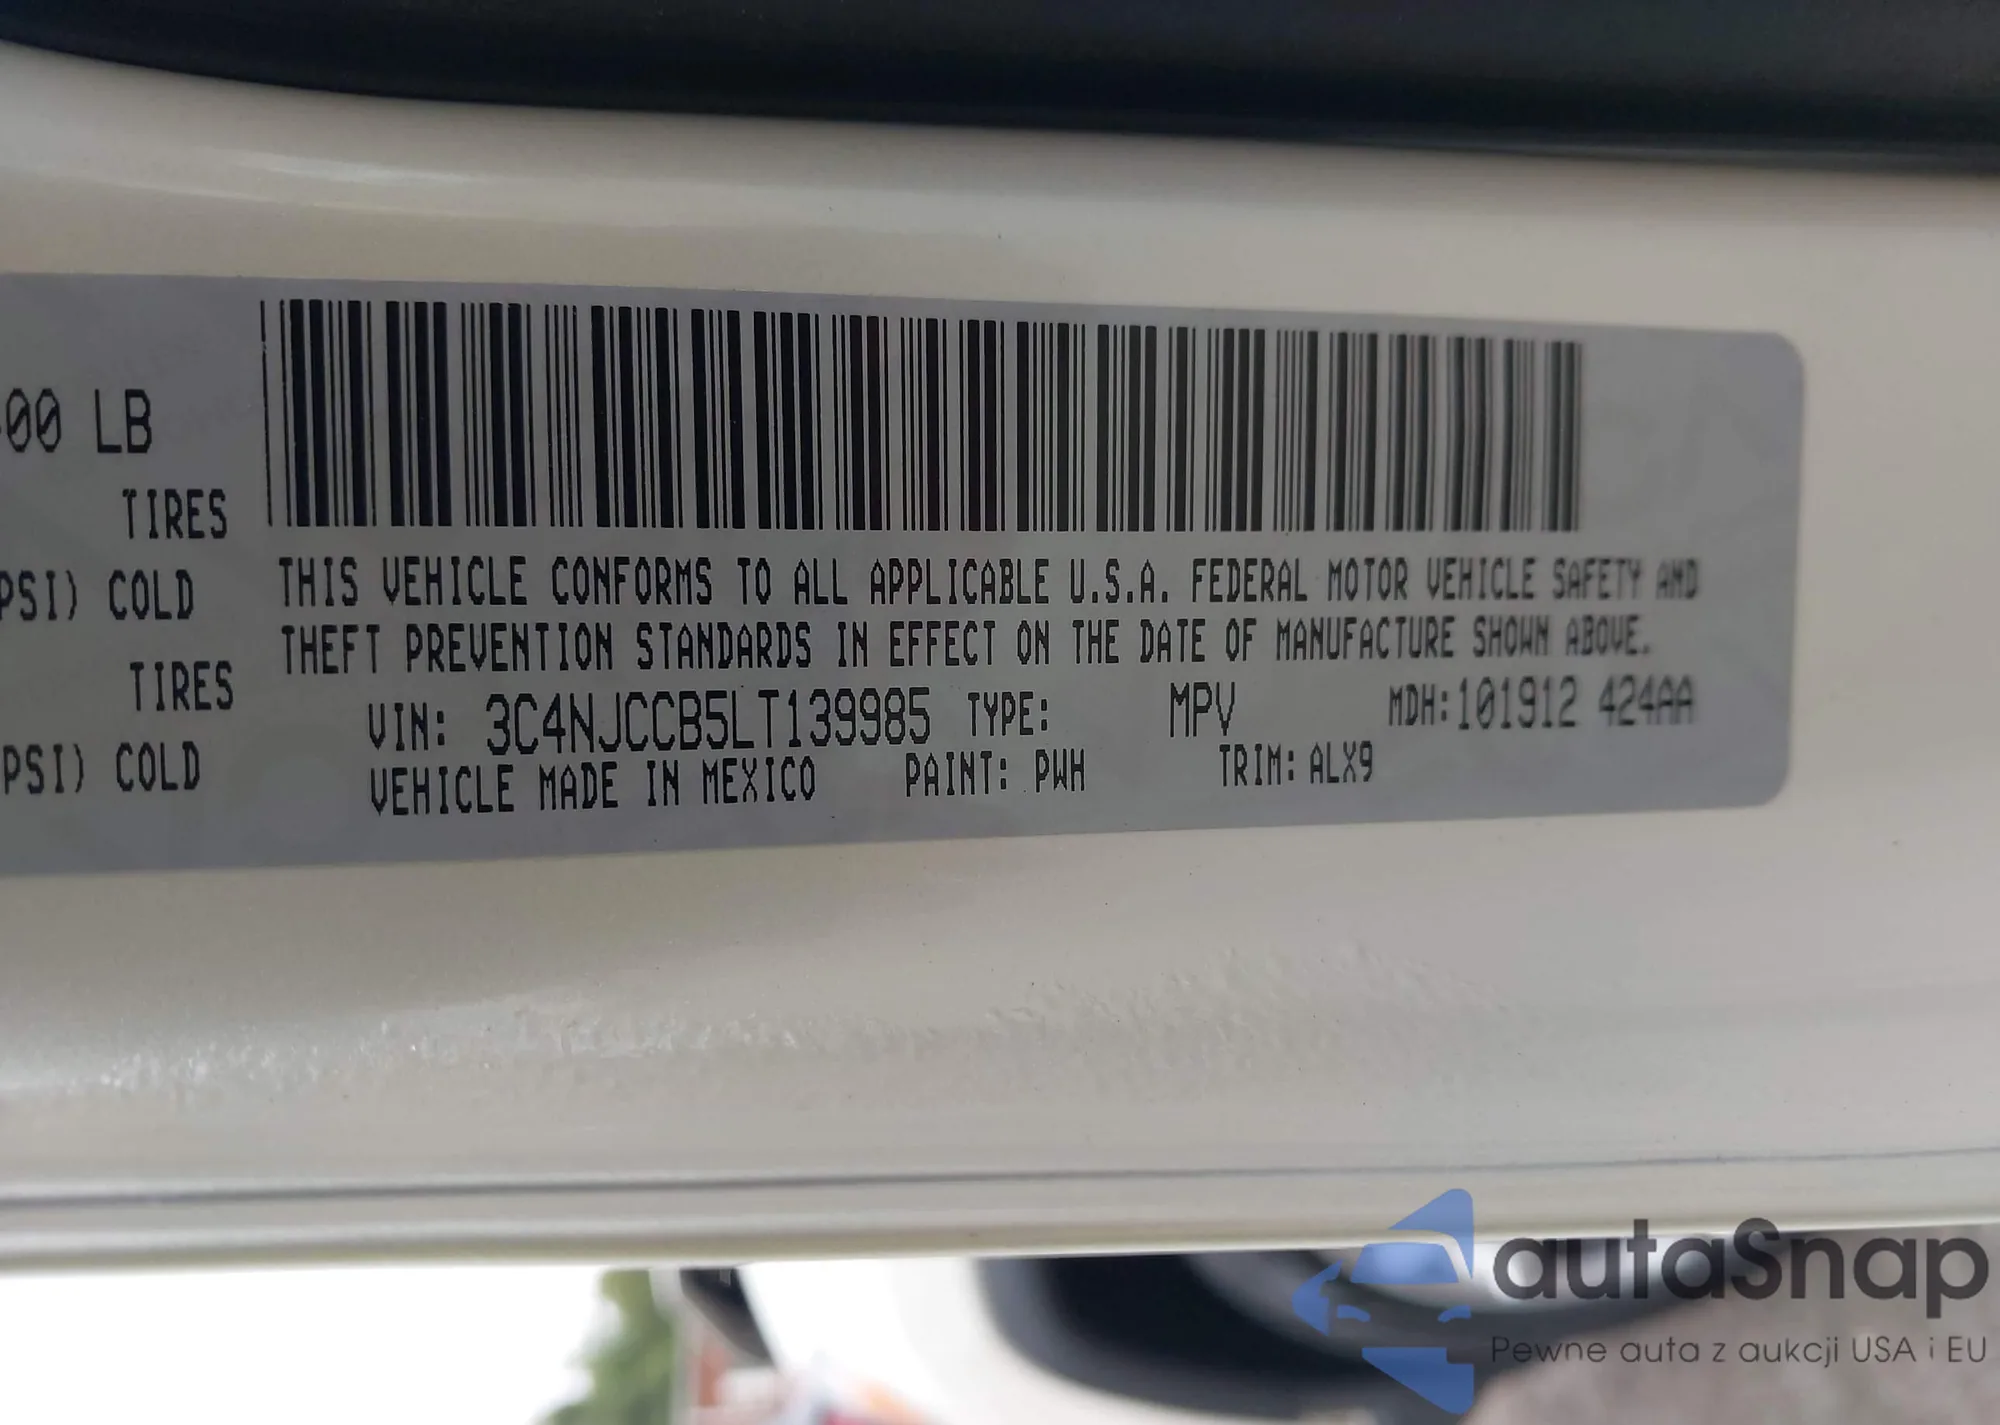 00 LB
TIRES
PSI) COLD
TIRES
PSI) COLD
THIS VEHICLE CONFORMS TO ALL APPLICABLE U.S.A. FEDERAL MOTOR VEHICLE SAFETY AND
THEFT PREVENTION STANDARDS IN EFFECT ON THE DATE OF MANUFACTURE SHOWN ABOVE.
VIN: 3C4NJCCB5LT139985 TYPE: MPV MDH:101912 424AA
VEHICLE MADE IN MEXICO PAINT: PWH TRIM: ALX9
autaSnap
Pewne auta z aukcji USA i EU